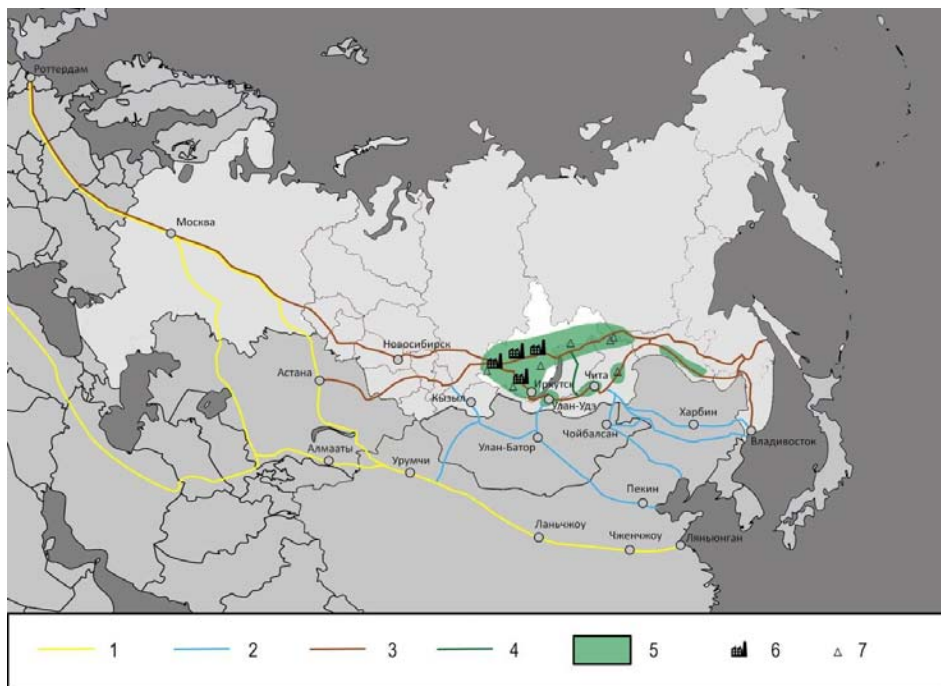 Роттердам
Москва
Новосибирск
Астана
Кызыл
Иркутск
Чита
Улан-Удэ
Харбин
Чойбалсан
Владивосток
Улан-Батор
Алмааты
Урумчи
Пекин
Ланьчжоу
Чженчжоу
Ляньюнган
1 2 3 4 5 6 7